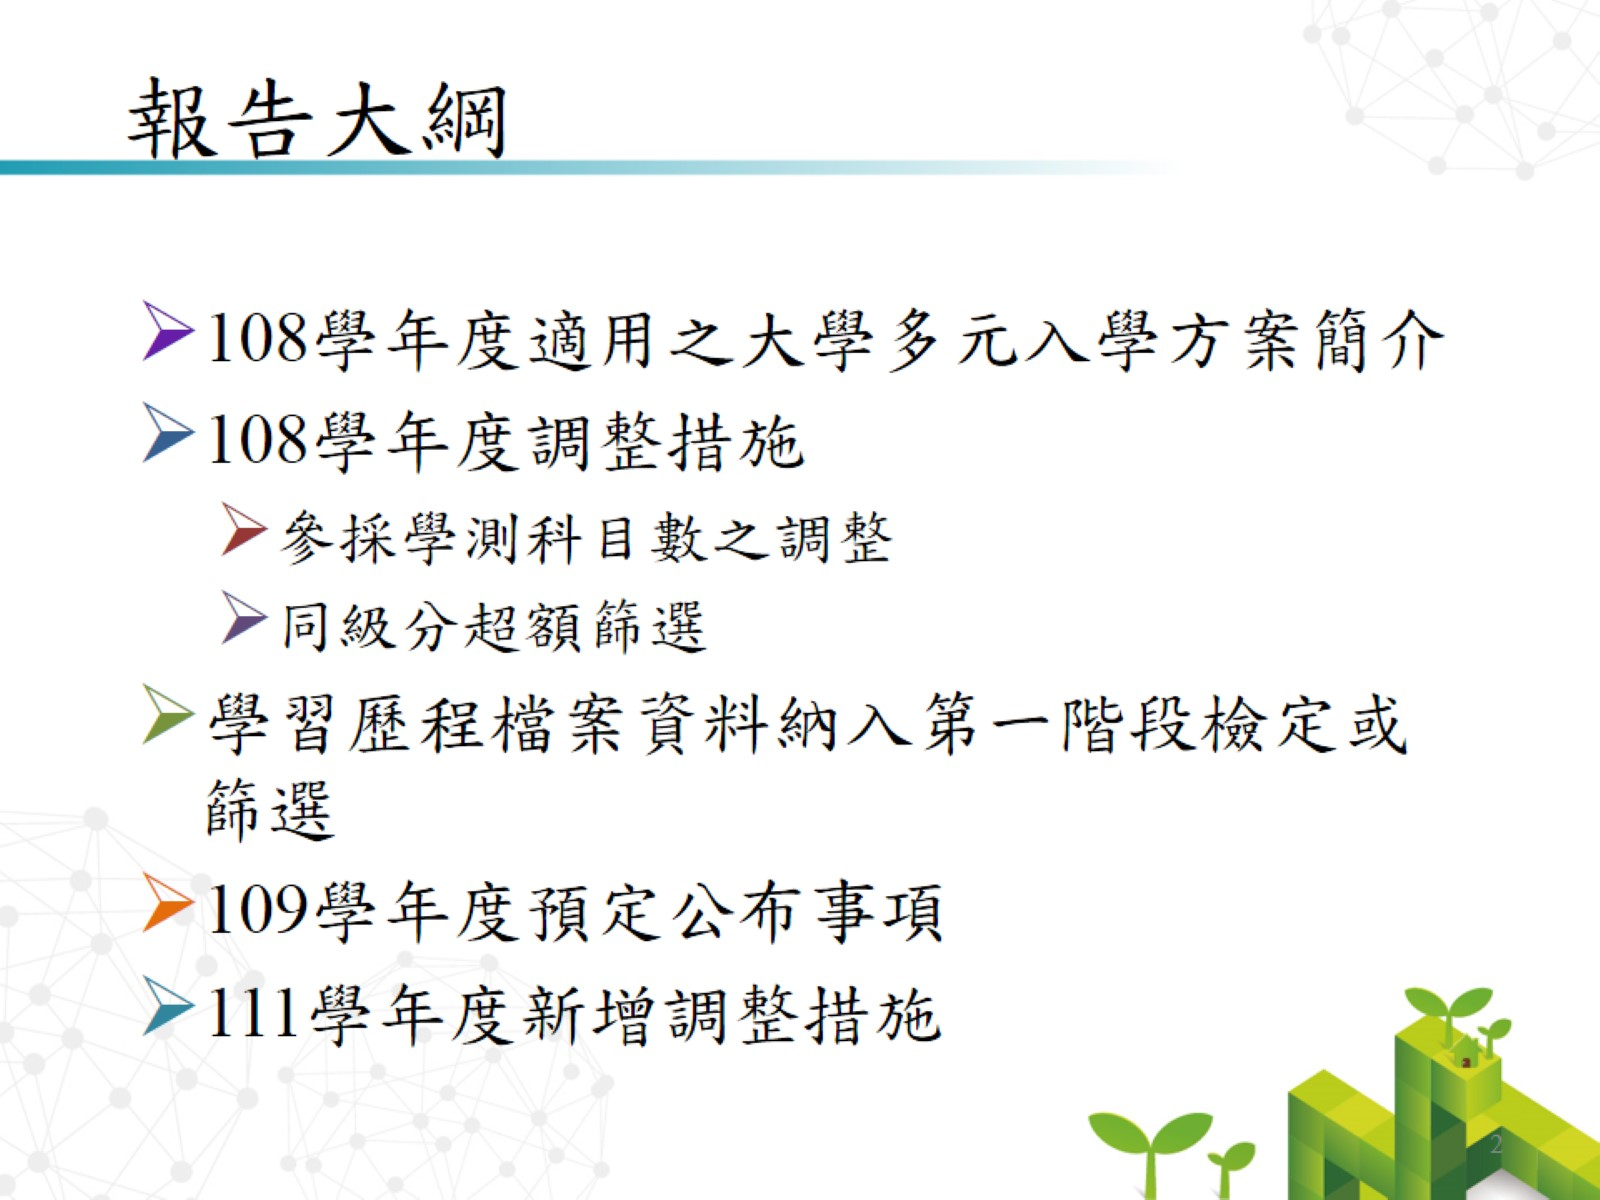 報告大綱
108學年度適用之大學多元入學方案簡介
108學年度調整措施
參採學測科目數之調整
同級分超額篩選
學習歷程檔案資料納入第一階段檢定或
篩選
109學年度預定公布事項
111學年度新增調整措施
2